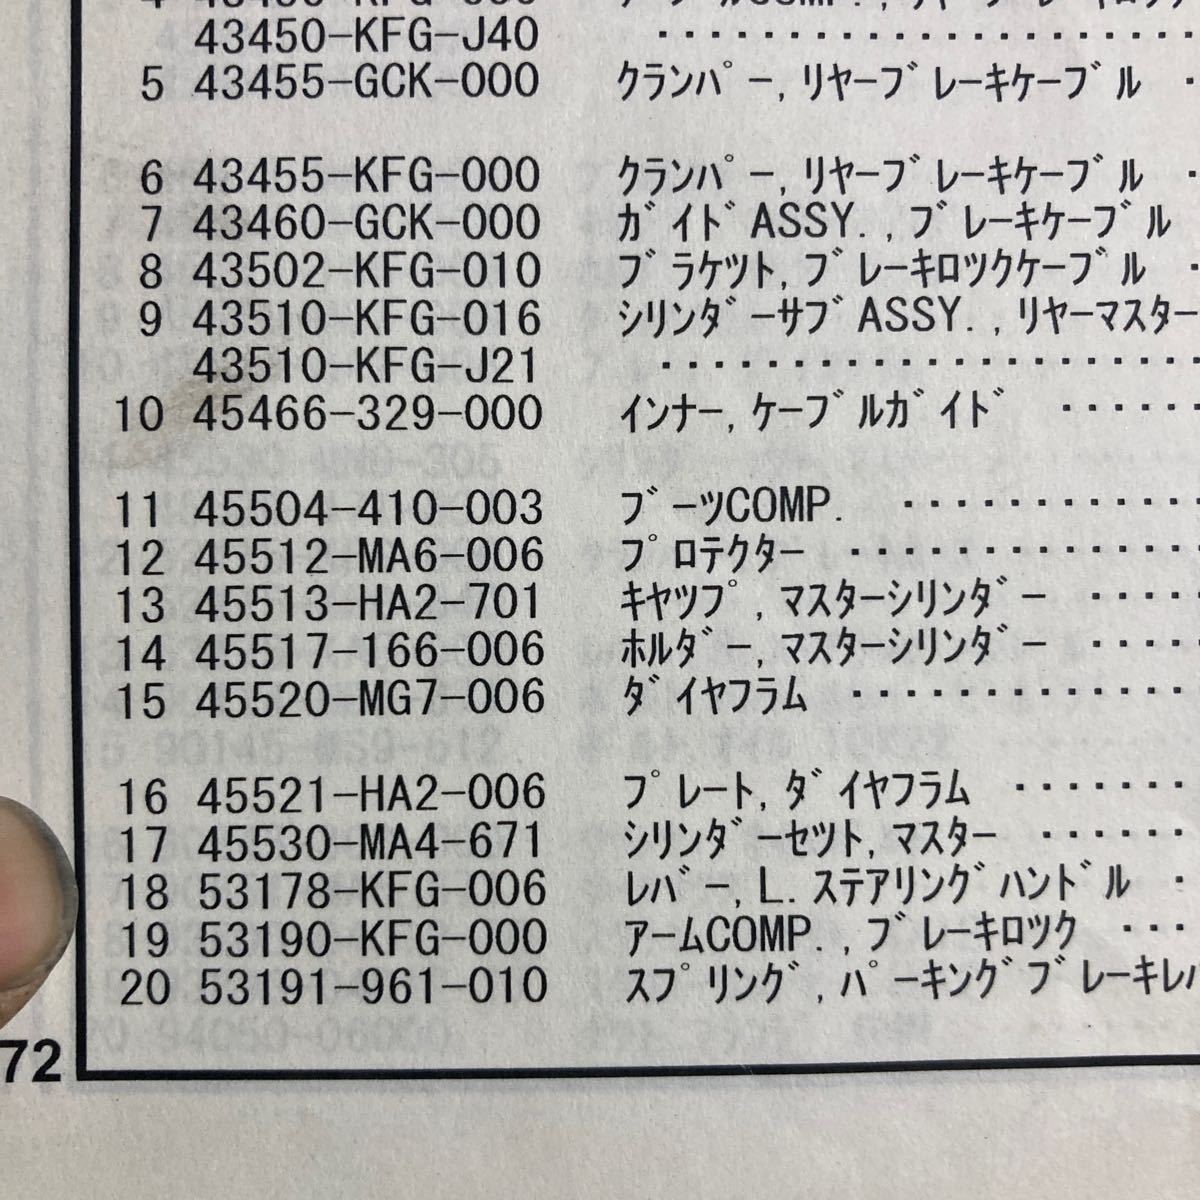 43450-KFG-J40 ・・・・・・・・・・・・・・・・・・・・
5 43455-GCK-000 クランパー,リヤーブレーキケーブル ・
6 43455-KFG-000 クランパー,リヤーブレーキケーブル ・
7 43460-GCK-000 ガイドASSY.,ブレーキケーブル
8 43502-KFG-010 ブラケツト,ブレーキロツクケーブル ・
9 43510-KFG-016 シリンダーサブASSY.,リヤーマスター
43510-KFG-J21 ・・・・・・・・・・・・・・・・・・・・
10 45466-329-000 インナー,ケーブルガイド ・・・・・
11 45504-410-003 ブーツCOMP. ・・・・・・・・・・・
12 45512-MA6-006 プロテクター ・・・・・・・・・・・・・
13 45513-HA2-701 キヤツプ,マスターシリンダー ・・・・
14 45517-166-006 ホルダー,マスターシリンダー ・・・・
15 45520-MG7-006 ダイヤフラム ・・・・・・・・・・・・・
16 45521-HA2-006 プレート,ダイヤフラム ・・・・・・・
17 45530-MA4-671 シリンダーセツト,マスター ・・・・・・
18 53178-KFG-006 レバー,L.ステアリングハンドル ・
19 53190-KFG-000 アームCOMP.,ブレーキロツク ・・・
20 53191-961-010 スプリング,パーキングブレーキレバ
72